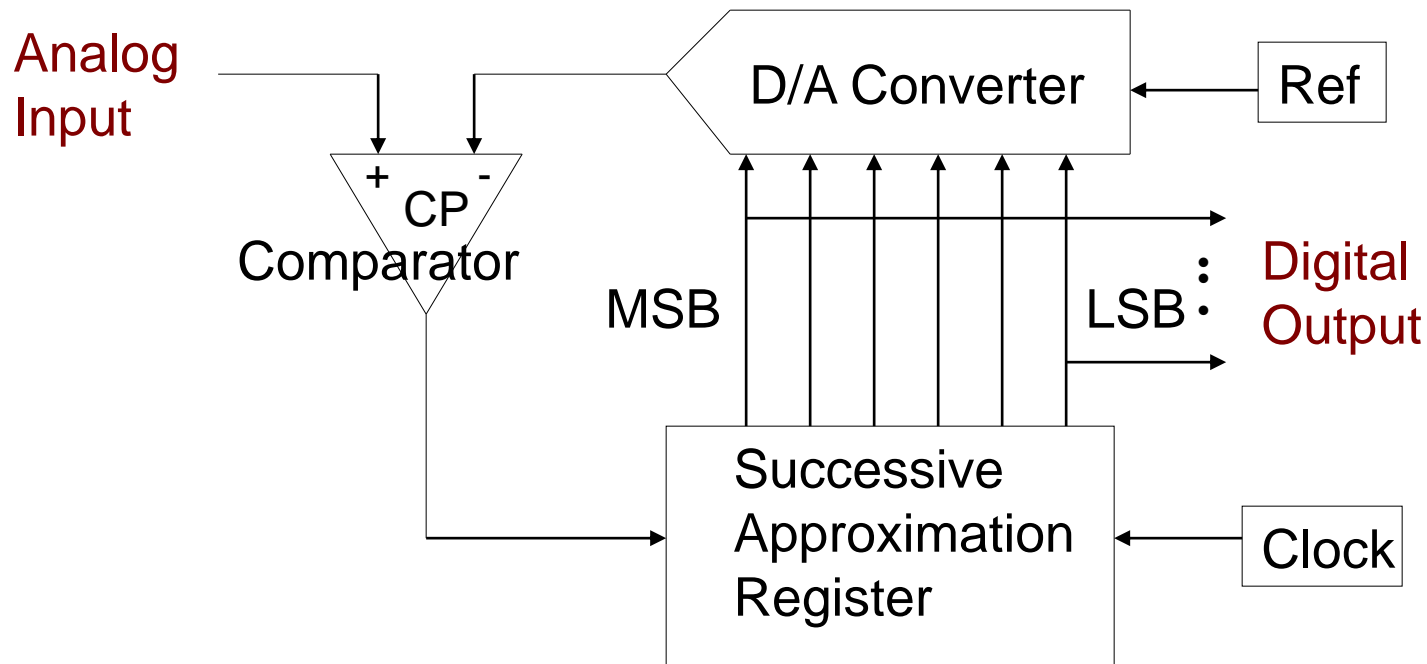 Analog
Input
D/A Converter
Ref
+ -
CP
Comparator
MSB
LSB
Digital
Output
Successive
Approximation
Register
Clock